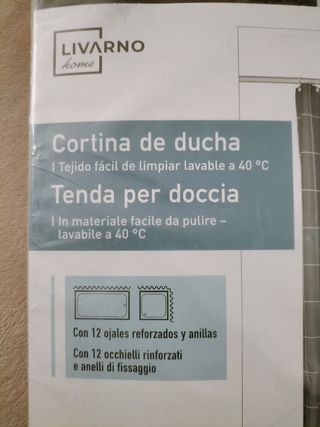 LIVARNO
home
Cortina de ducha
| Tejido fácil de limpiar lavable a 40 °C
Tenda per doccia
| In materiale facile da pulire –
lavabile a 40 °C
Con 12 ojales reforzados y anillas
Con 12 occhielli rinforzati
e anelli di fissaggio